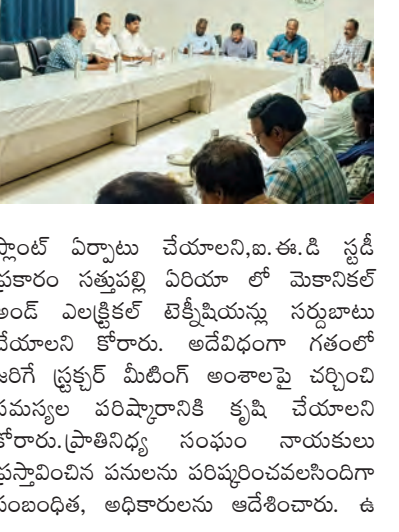 ప్లాంట్ ఏర్పాటు చేయాలని,ఐ.ఈ.డి స్టడీ
ప్రకారం సత్తుపల్లి ఏరియా లో మెకానికల్
అండ్ ఎలక్ట్రికల్ టెక్నీషియన్లు సర్దుబాటు
చేయాలని కోరారు. అదేవిధంగా గతంలో
జరిగే స్ట్రక్చర్ మీటింగ్ అంశాలపై చర్చించి
సమస్యల పరిష్కారానికి కృషి చేయాలని
కోరారు.ప్రాతినిధ్య సంఘం నాయకులు
ప్రస్తావించిన పనులను పరిష్కరించవలసిందిగా
సంబంధిత, అధికారులను ఆదేశించారు. ఉ